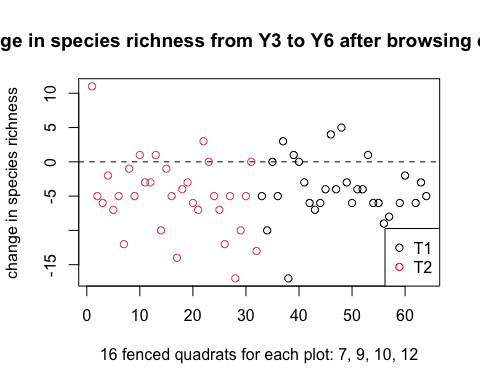 ge in species richness from Y3 to Y6 after browsing
change in species richness
10
5
0
-5
-15
0
10
20
30
40
50
60
T1
T2
16 fenced quadrats for each plot: 7, 9, 10, 12